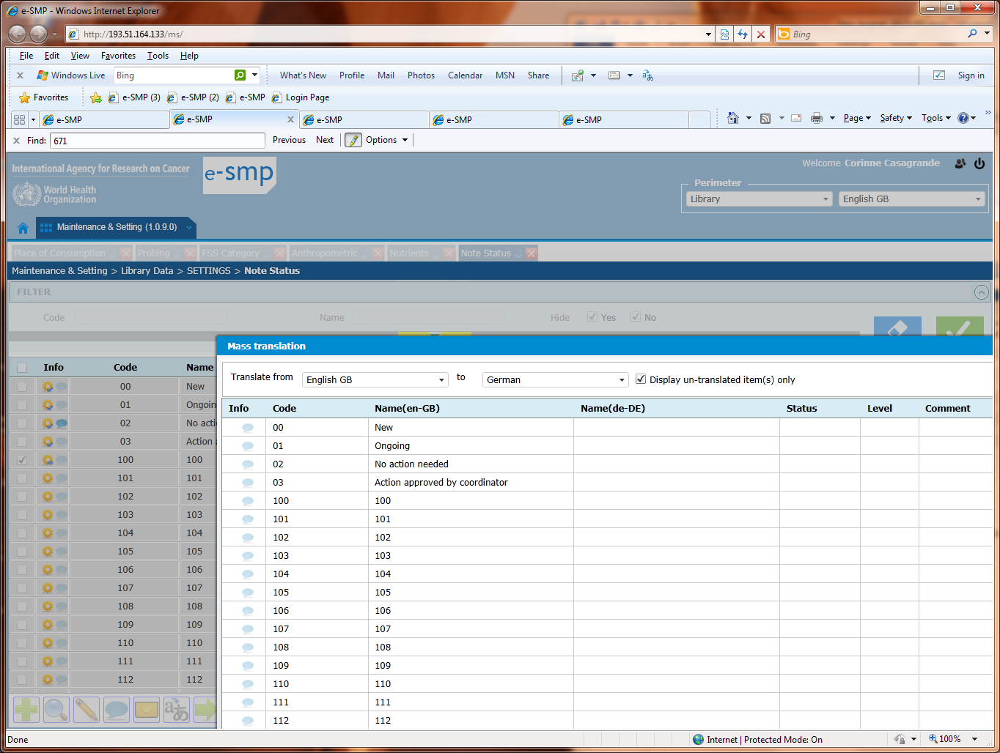 e-SMP - Windows Internet Explorer
http://193.51.164.133/ms/
Bing
File Edit View Favorites Tools Help
Windows Live Bing What's New Profile Mail Photos Calendar MSN Share Sign in
Favorites e-SMP (3) e-SMP (2) e-SMP Login Page
e-SMP e-SMP e-SMP e-SMP e-SMP Page Safety Tools
Find: 671 Previous Next Options
International Agency for Research on Cancer
World Health
Organization
e-smp
Welcome Corinne Casagrande
Perimeter
Library English GB
Maintenance & Setting (1.0.9.0)
Place of Consumption Probing FSS Category Anthropometric Nutrients Note Status
Maintenance & Setting > Library Data > SETTINGS > Note Status
FILTER
Code Name Hide Yes No
Info Code Name
00 New
01 Ongoin
02 No acti
03 Action
100 100
101 101
102 102
103 103
104 104
105 105
106 106
107 107
108 108
109 109
110 110
111 111
112 112
Mass translation
Translate from English GB to German Display un-translated item(s) only
Info Code Name(en-GB) Name(de-DE) Status Level Comment
00 New
01 Ongoing
02 No action needed
03 Action approved by coordinator
100 100
101 101
102 102
103 103
104 104
105 105
106 106
107 107
108 108
109 109
110 110
111 111
112 112
Done Internet | Protected Mode: On 100%